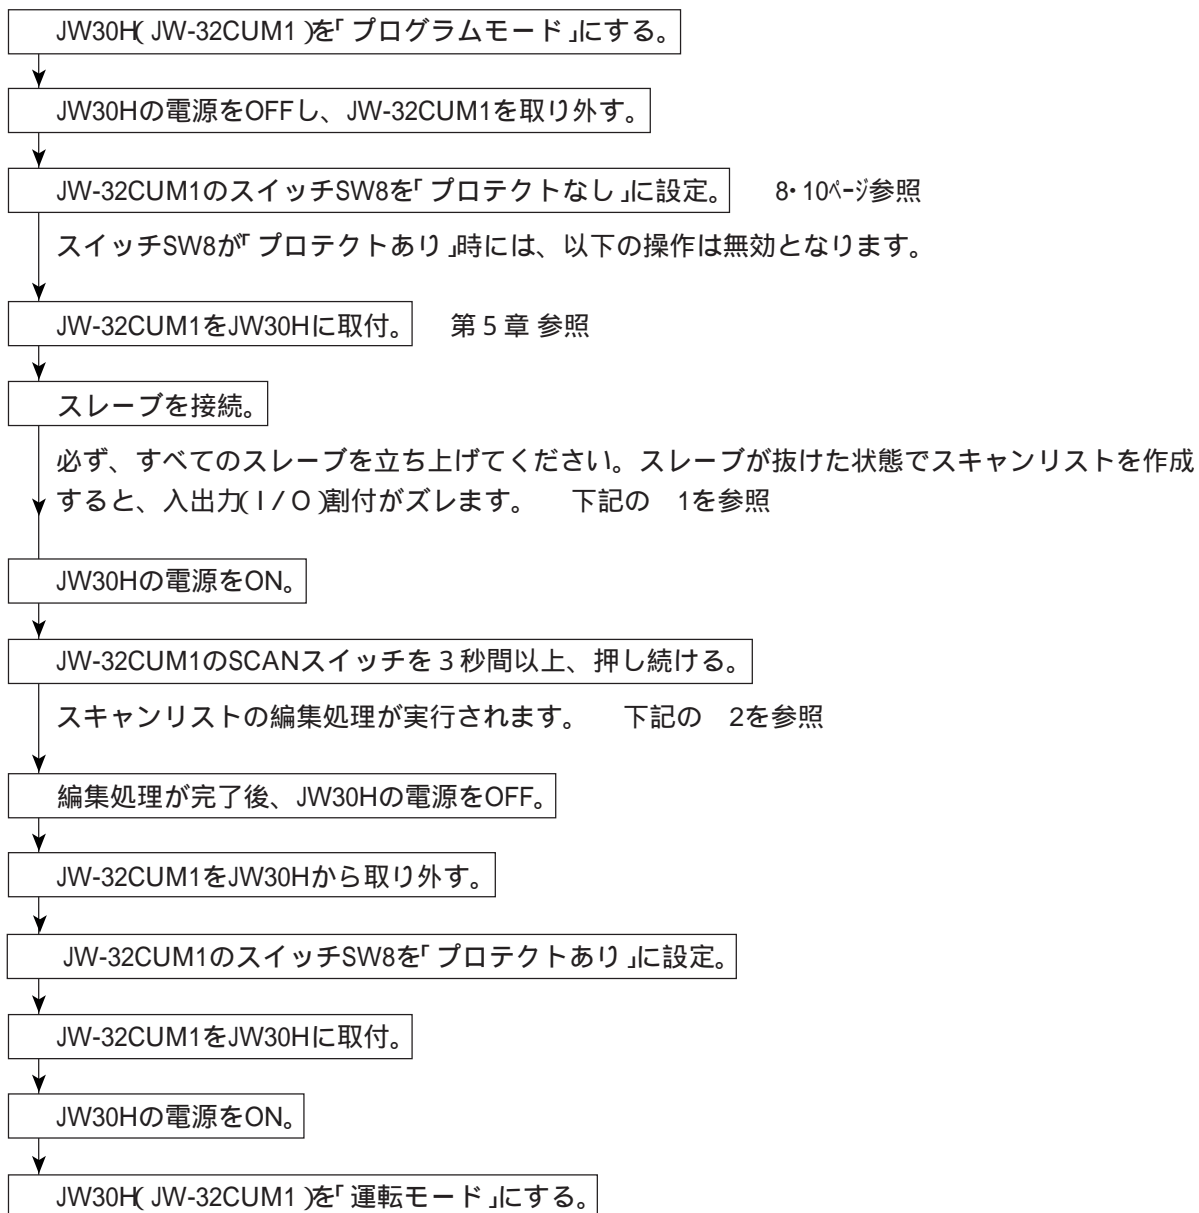 JW30H(JW-32CUM1)を「プログラムモード」にする。
JW30Hの電源をOFFし、JW-32CUM1を取り外す。
JW-32CUM1のスイッチSW8を「プロテクトなし」に設定。 8・10ページ参照
スイッチSW8が「プロテクトあり」時には、以下の操作は無効となります。
JW-32CUM1をJW30Hに取付。 第5章 参照
スレーブを接続。
必ず、すべてのスレーブを立ち上げてください。スレーブが抜けた状態でスキャンリストを作成
すると、入出力(I/O)割付がズレます。 下記の 1を参照
JW30Hの電源をON。
JW-32CUM1のSCANスイッチを3秒間以上、押し続ける。
スキャンリストの編集処理が実行されます。 下記の 2を参照
編集処理が完了後、JW30Hの電源をOFF。
JW-32CUM1をJW30Hから取り外す。
JW-32CUM1のスイッチSW8を「プロテクトあり」に設定。
JW-32CUM1をJW30Hに取付。
JW30Hの電源をON。
JW30H(JW-32CUM1)を「運転モード」にする。